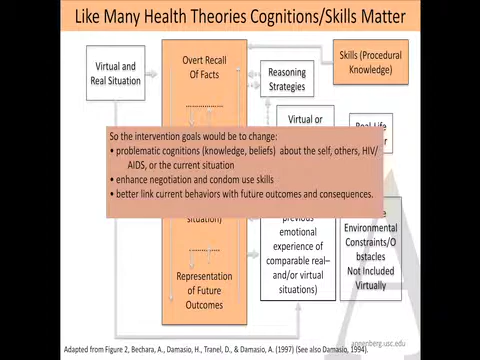 Like Many Health Theories Cognitions/Skills Matter
Virtual and
Real Situation
Overt Recall
Of Facts
Reasoning
Strategies
Skills (Procedural
Knowledge)
Virtual or
So the intervention goals would be to change:
• problematic cognitions (knowledge, beliefs) about the self, others, HIV/
AIDS, or the current situation
• enhance negotiation and condom use skills
• better link current behaviors with future outcomes and consequences.
situation)
Representation
of Future
Outcomes
previous
emotional
experience of
comparable real–
and/or virtual
situations)
Environmental
Constraints/O
bstacles
Not Included
Virtually
annenberg.usc.edu
Adapted from Figure 2, Bechara, A., Damasio, H., Tranel, D., & Damasio, A. (1997) (See also Damasio, 1994).